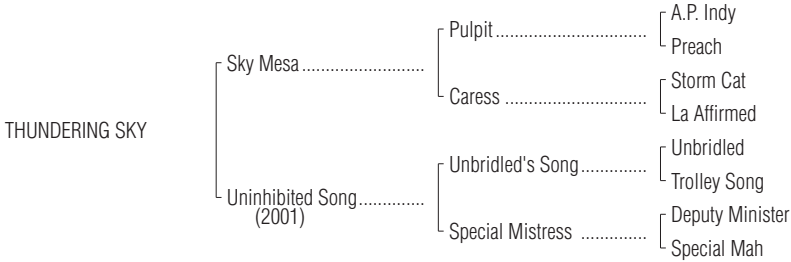 A.P. Indy
Pulpit..............................
Preach
Sky Mesa........................
Storm Cat
Caress ............................
La Affirmed
THUNDERING SKY
Unbridled
Unbridled's Song.............
Trolley Song
Uninhibited Song.............
(2001)
Deputy Minister
Special Mistress .............
Special Mah